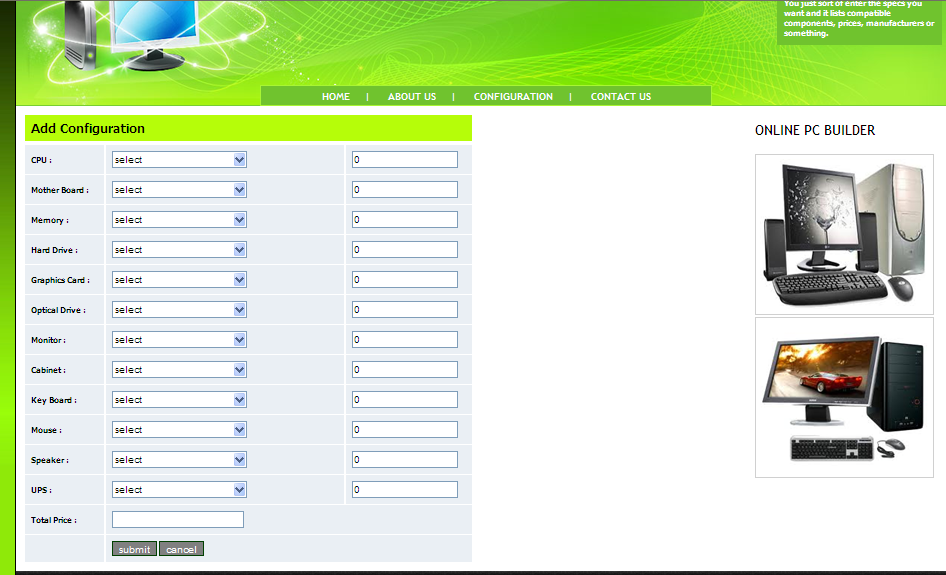 You just sort of enter the specs you
want and it lists compatible
components, prices, manufacturers or
something.
HOME | ABOUT US | CONFIGURATION | CONTACT US
Add Configuration
ONLINE PC BUILDER
CPU : select 0
Mother Board : select 0
Memory : select 0
Hard Drive : select 0
Graphics Card : select 0
Optical Drive : select 0
Monitor : select 0
Cabinet : select 0
Key Board : select 0
Mouse : select 0
Speaker : select 0
UPS : select 0
Total Price :
submit cancel